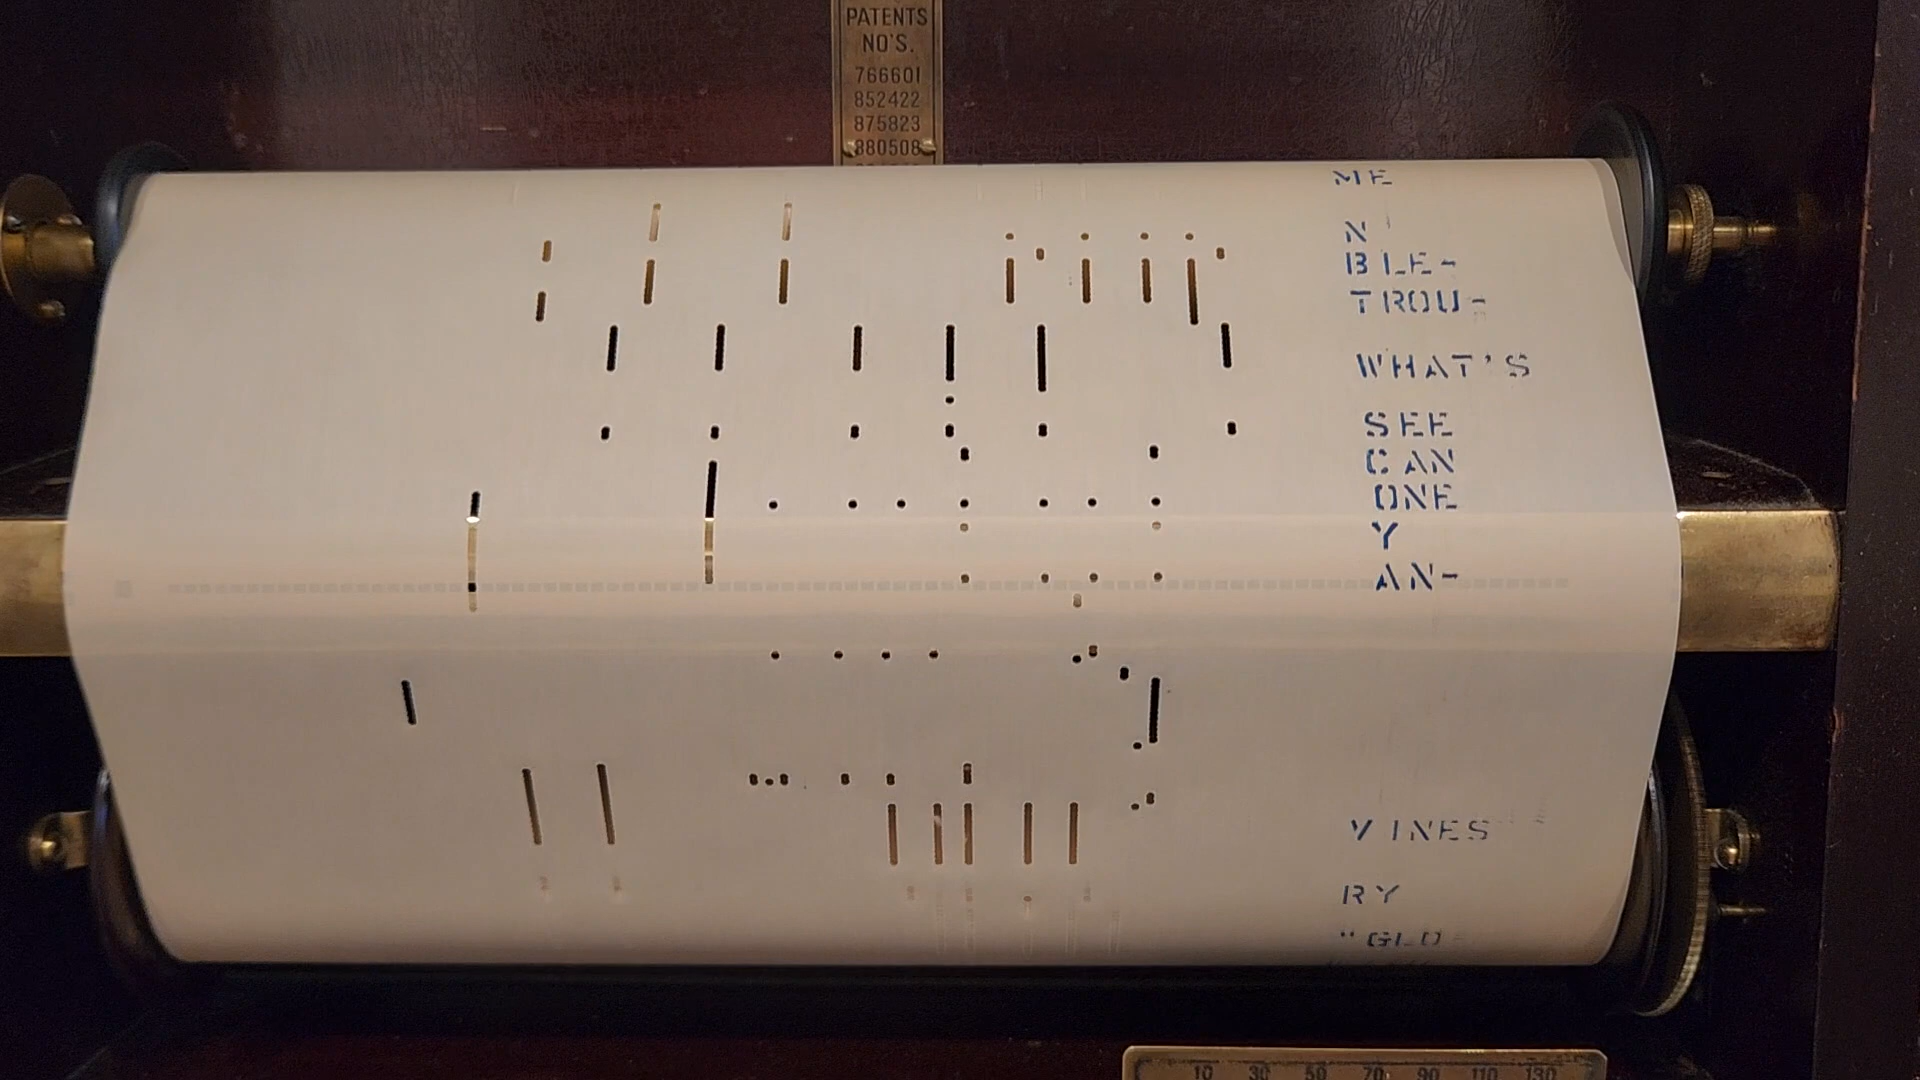 PATENTS
NO'S.
766601
852422
875823
880508
ME
N
BLE-
TROU-
WHAT'S
SEE
CAN
ONE
Y
AN-
VINES
RY
"GLO
10 30 50 70 90 110 130